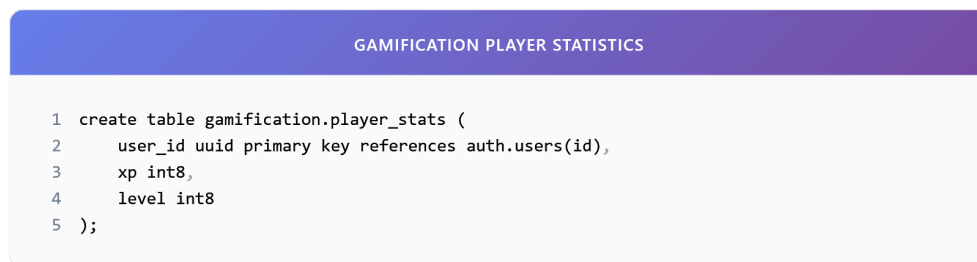 GAMIFICATION PLAYER STATISTICS
1 create table gamification.player_stats (
2     user_id uuid primary key references auth.users(id),
3     xp int8,
4     level int8
5 );